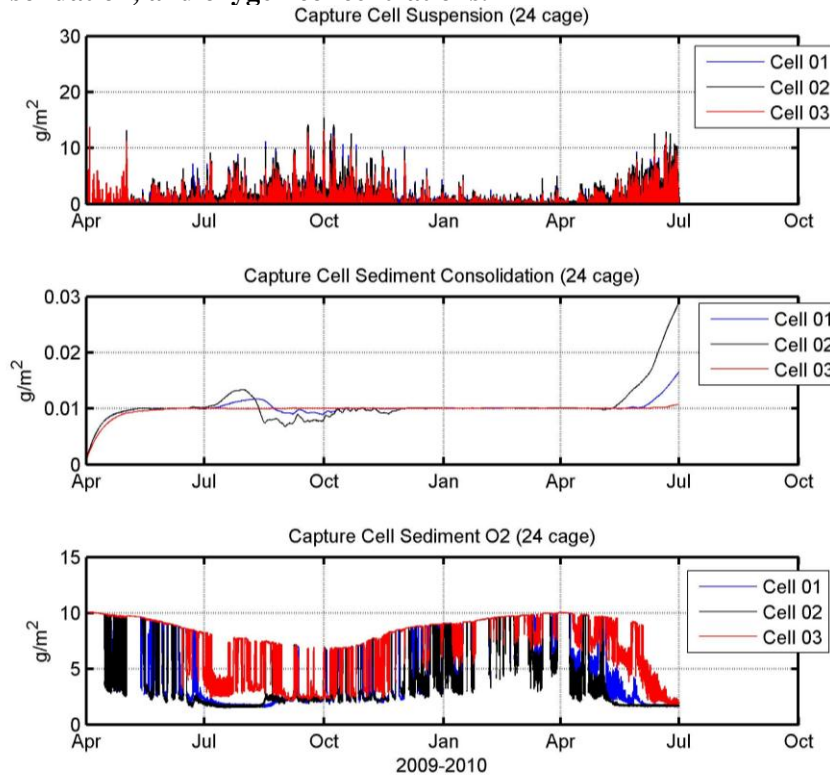 solidation, and oxygen concentrations.
Capture Cell Suspension (24 cage)
30
20
10
0
g/m²
Cell 01
Cell 02
Cell 03
Apr Jul Oct Jan Apr Jul Oct
Capture Cell Sediment Consolidation (24 cage)
0.03
0.02
0.01
0
g/m²
Cell 01
Cell 02
Cell 03
Apr Jul Oct Jan Apr Jul Oct
Capture Cell Sediment O2 (24 cage)
15
10
5
0
g/m²
Cell 01
Cell 02
Cell 03
Apr Jul Oct Jan Apr Jul Oct
2009-2010